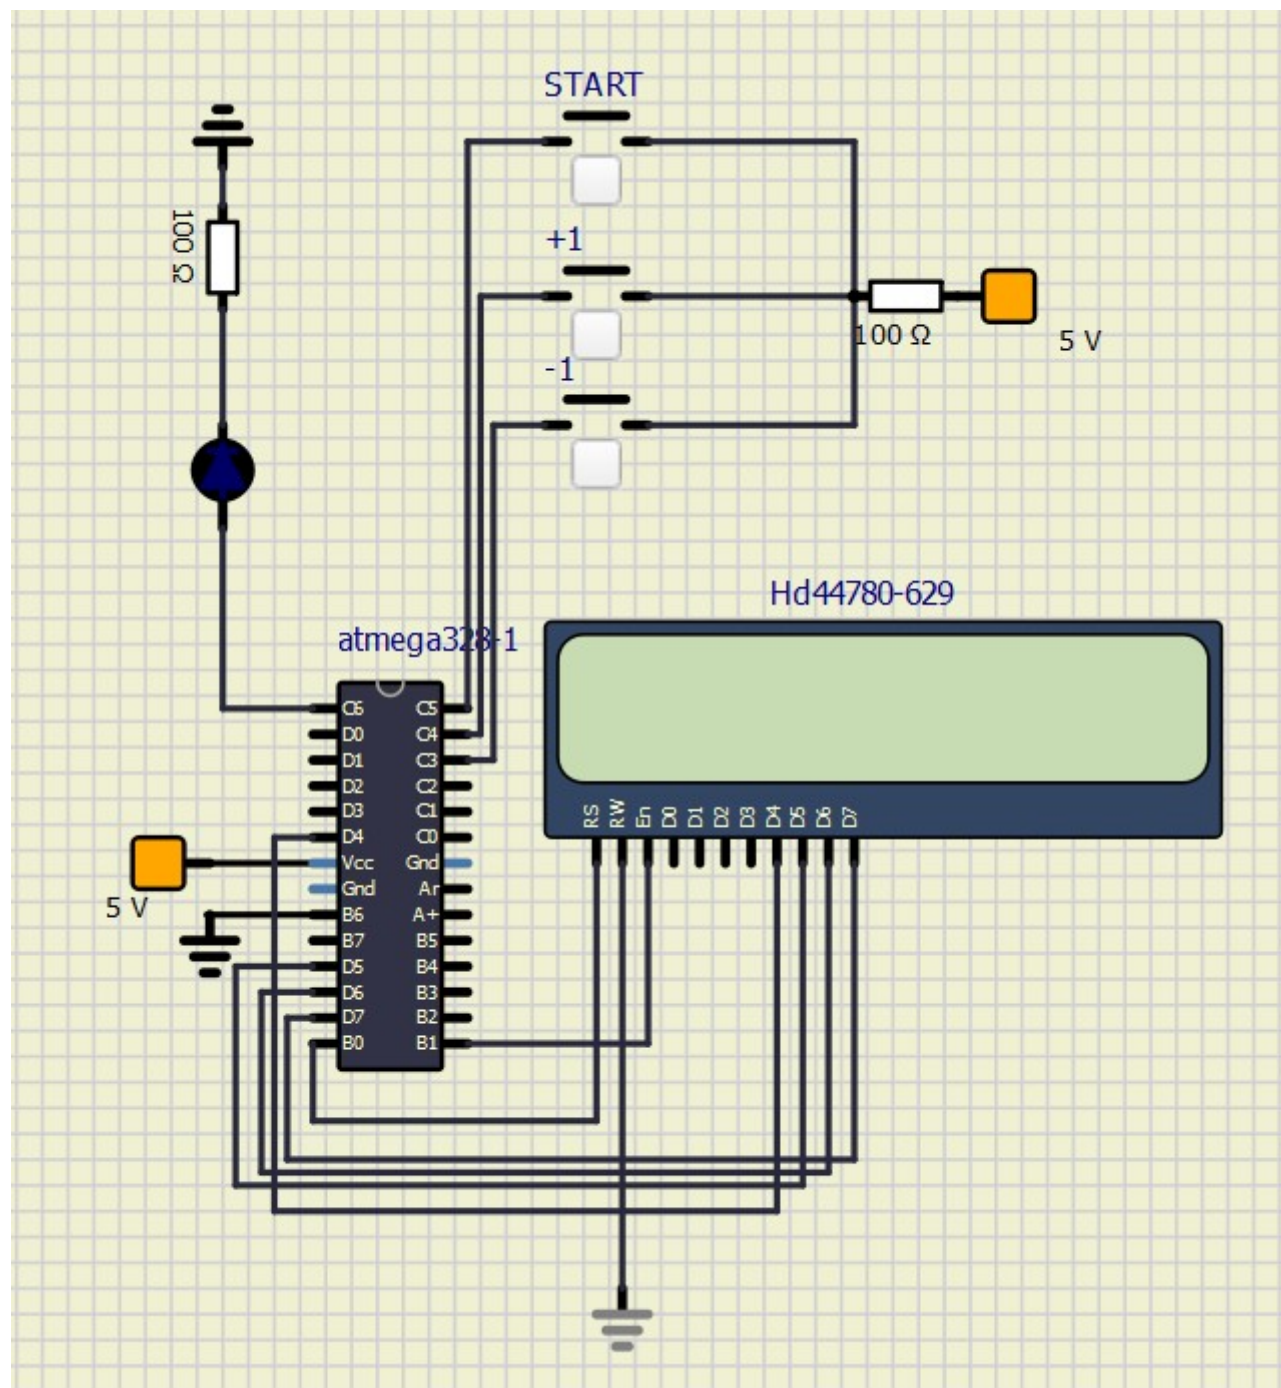 START
100 Ω
+1
100 Ω
5 V
-1
Hd44780-629
atmega328-1
C6 C5
D0 C4
D1 C3
D2 C2
D3 C1
D4 C0
Vcc Gnd
Gnd Ar
B6 A+
B7 B5
D5 B4
D6 B3
D7 B2
B0 B1
5 V
RS RW En D0 D1 D2 D3 D4 D5 D6 D7